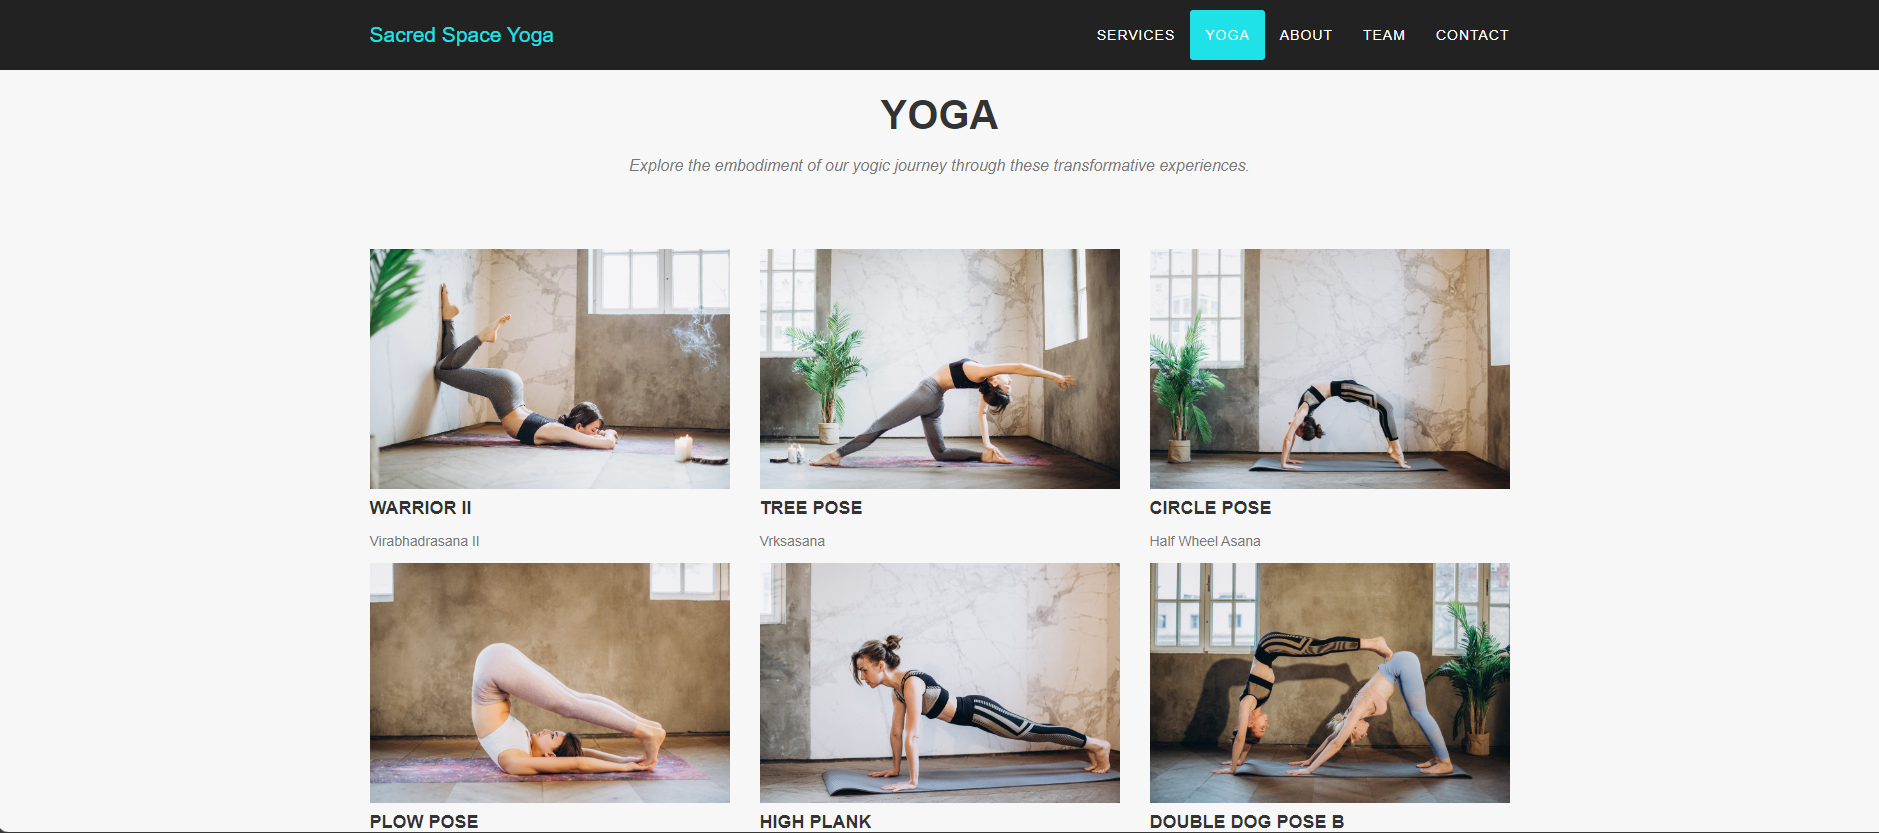 Sacred Space Yoga
SERVICES
YOGA
ABOUT
TEAM
CONTACT
YOGA
Explore the embodiment of our yogic journey through these transformative experiences.
WARRIOR II
Virabhadrasana II
TREE POSE
Vrksasana
CIRCLE POSE
Half Wheel Asana
PLOW POSE
HIGH PLANK
DOUBLE DOG POSE B